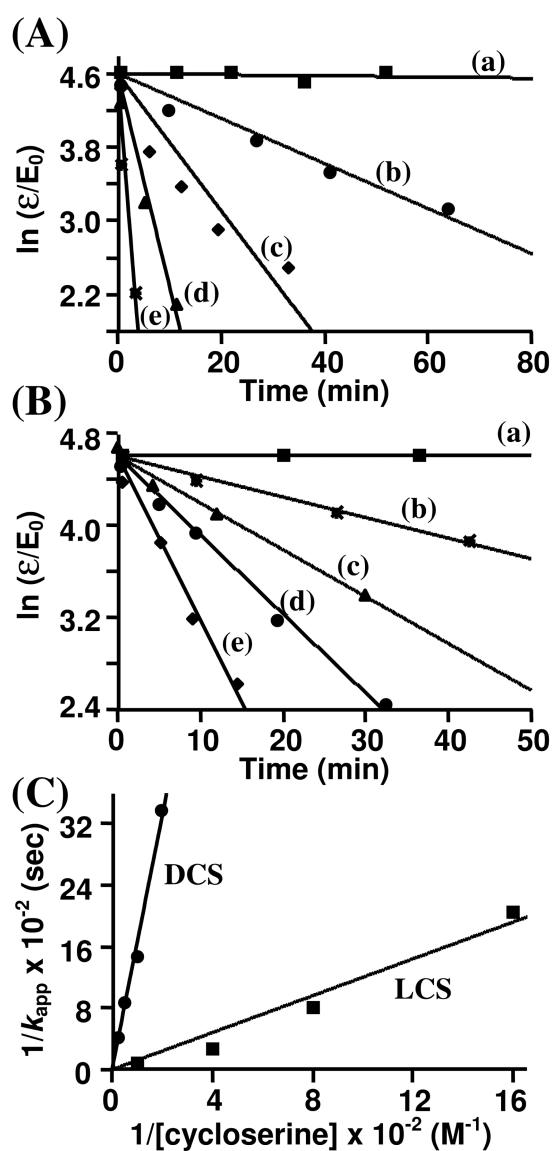 (A)
4.6
3.8
3.0
2.2
ln (ε/E0)
(a)
(b)
(c)
(d)
(e)
0 20 40 60 80
Time (min)
(B)
4.8
4.0
3.2
2.4
ln (ε/E0)
(a)
(b)
(c)
(d)
(e)
0 10 20 30 40 50
Time (min)
(C)
32
24
16
8
0
1/kapp x 10-2 (sec)
DCS
LCS
0 4 8 12 16
1/[cycloserine] x 10-2 (M-1)